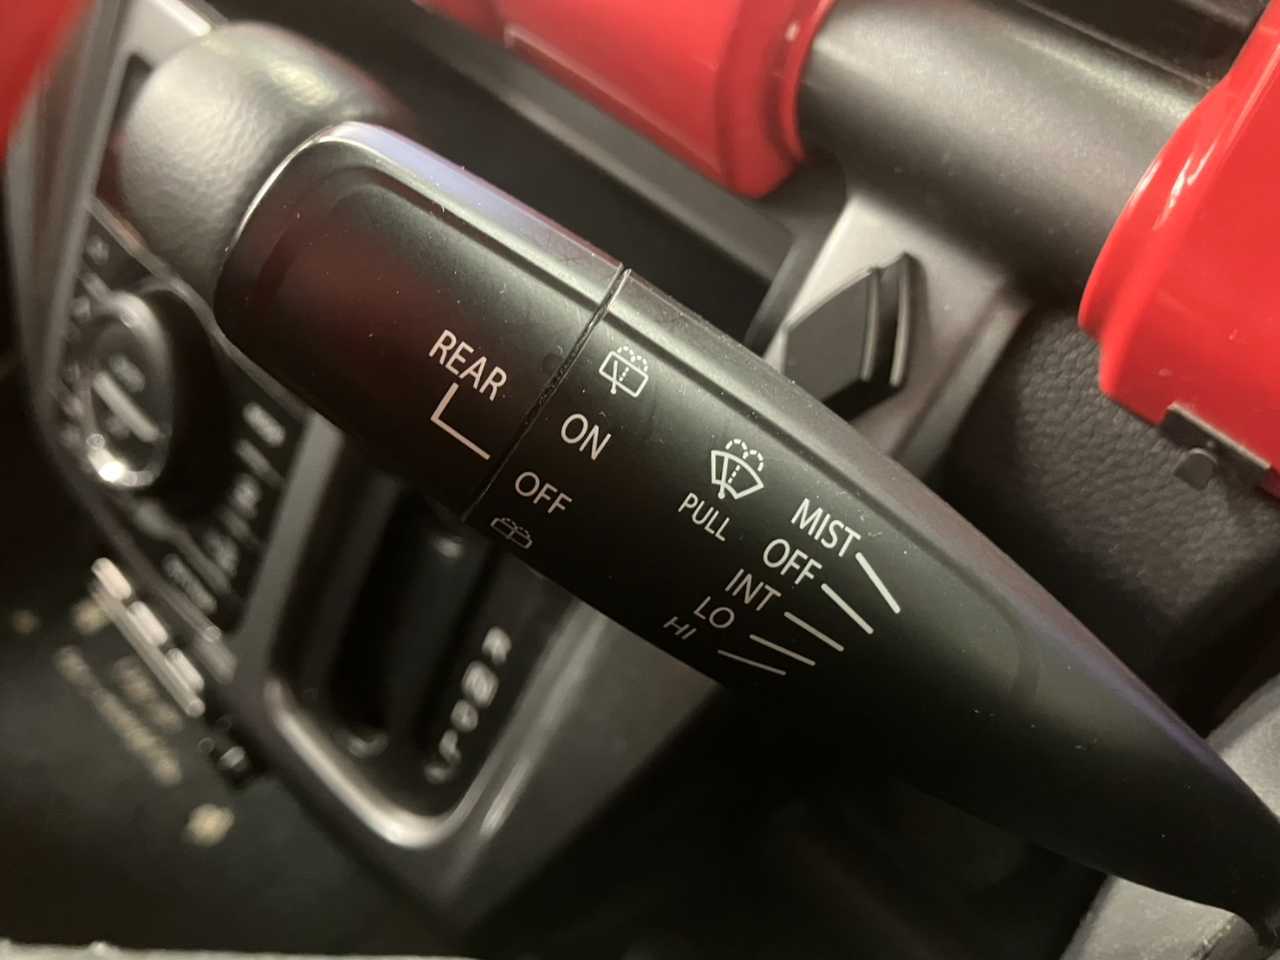 REAR
ON
OFF
PULL
MIST
OFF
INT
LO
HI
R